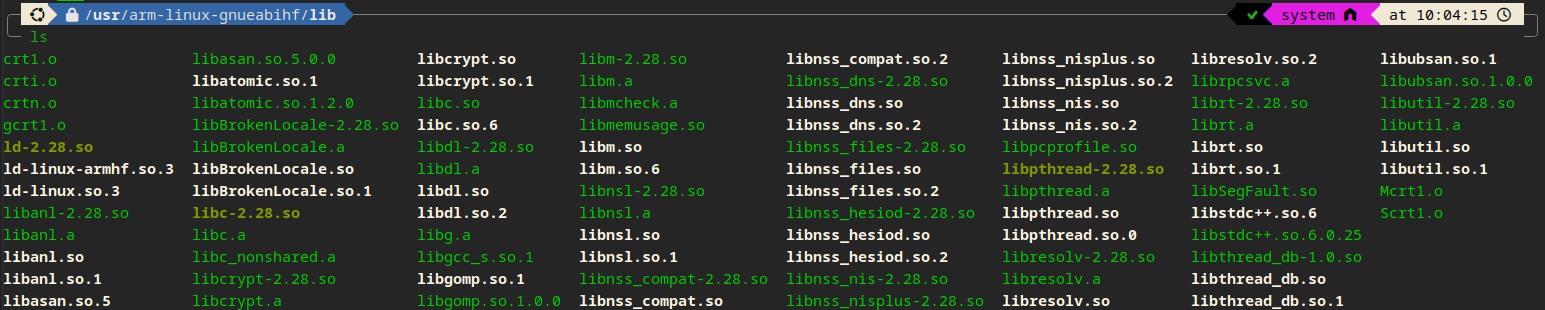 /usr/arm-linux-gnueabihf/lib system at 10:04:15
ls
crt1.o libasan.so.5.0.0 libcrypt.so libm-2.28.so libnss_compat.so.2 libnss_nisplus.so libresolv.so.2 libubsan.so.1
crti.o libatomic.so.1 libcrypt.so.1 libm.a libnss_dns-2.28.so libnss_nisplus.so.2 librpcsvc.a libubsan.so.1.0.0
crtn.o libatomic.so.1.2.0 libc.so libmcheck.a libnss_dns.so libnss_nis.so librt-2.28.so libutil-2.28.so
gcrt1.o libBrokenLocale-2.28.so libc.so.6 libmemusage.so libnss_dns.so.2 libnss_nis.so.2 librt.a libutil.a
ld-2.28.so libBrokenLocale.a libdl-2.28.so libm.so libnss_files-2.28.so libpcprofile.so librt.so libutil.so
ld-linux-armhf.so.3 libBrokenLocale.so libdl.a libm.so.6 libnss_files.so libpthread-2.28.so librt.so.1 libutil.so.1
ld-linux.so.3 libBrokenLocale.so.1 libdl.so libnsl-2.28.so libnss_files.so.2 libpthread.a libSegFault.so Mcrt1.o
libanl-2.28.so libc-2.28.so libdl.so.2 libnsl.a libnss_hesiod-2.28.so libpthread.so libstdc++.so.6 Scrt1.o
libanl.a libc.a libg.a libnsl.so libnss_hesiod.so libpthread.so.0 libstdc++.so.6.0.25
libanl.so libc_nonshared.a libgcc_s.so.1 libnsl.so.1 libnss_hesiod.so.2 libresolv-2.28.so libthread_db-1.0.so
libanl.so.1 libcrypt-2.28.so libgomp.so.1 libnss_compat-2.28.so libnss_nis-2.28.so libresolv.a libthread_db.so
libasan.so.5 libcrypt.a libgomp.so.1.0.0 libnss_compat.so libnss_nisplus-2.28.so libresolv.so libthread_db.so.1